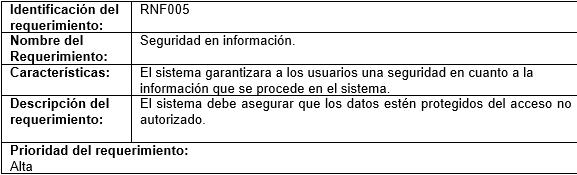 Identificación del requerimiento: RNF005
Nombre del Requerimiento: Seguridad en información.
Características: El sistema garantizara a los usuarios una seguridad en cuanto a la
información que se procede en el sistema.
Descripción del requerimiento: El sistema debe asegurar que los datos estén protegidos del acceso no
autorizado.
Prioridad del requerimiento:
Alta